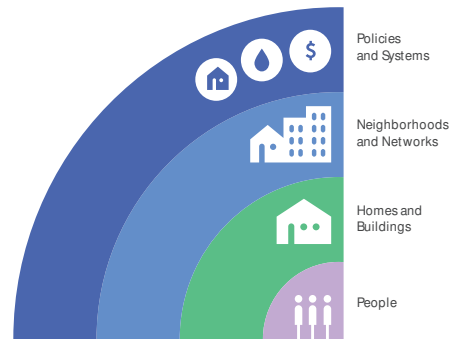 $
Policies
and Systems
Neighborhoods
and Networks
Homes and
Buildings
People